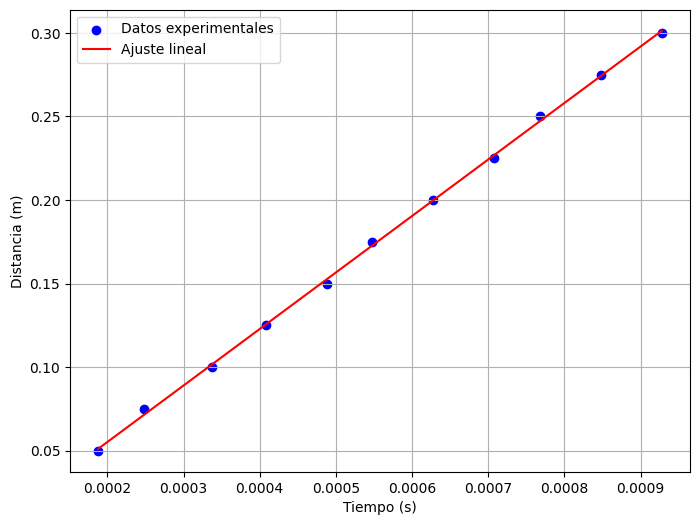 Datos experimentales
Ajuste lineal
0.30
0.25
0.20
0.15
0.10
0.05
Distancia (m)
0.0002 0.0003 0.0004 0.0005 0.0006 0.0007 0.0008 0.0009
Tiempo (s)